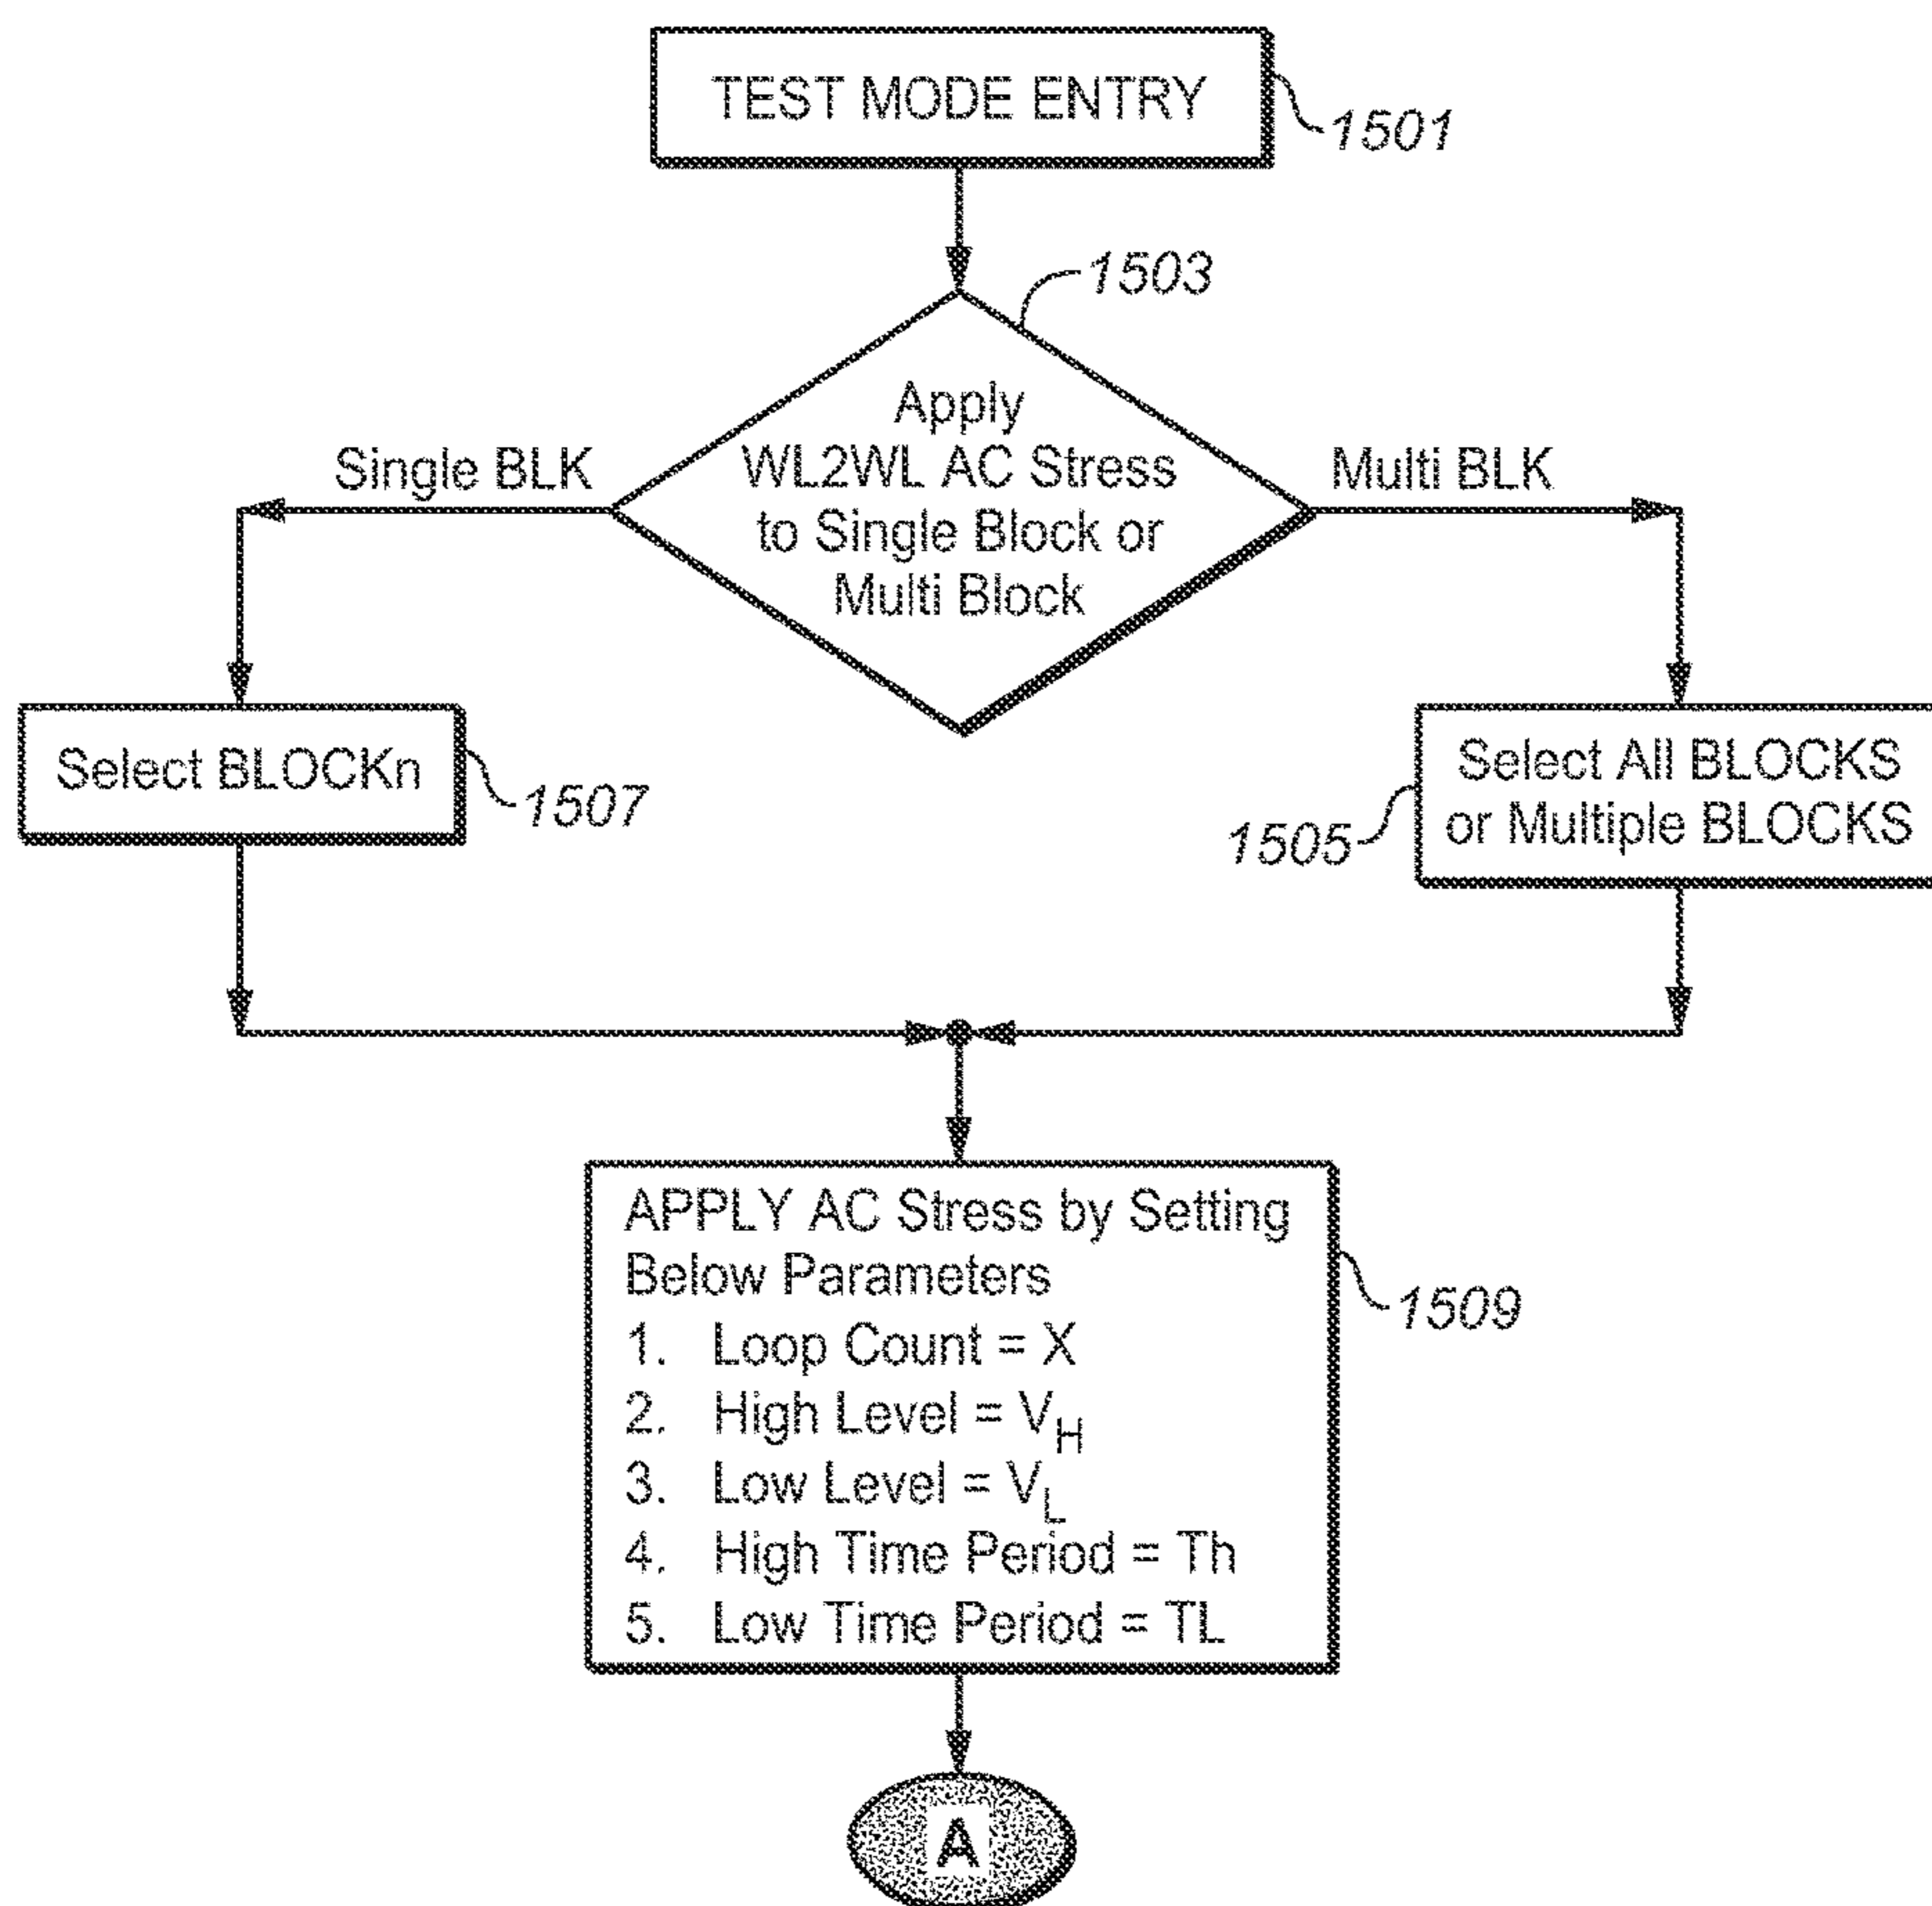 TEST MODE ENTRY
1501
1503
Apply
WL2WL AC Stress
to Single Block or
Multi Block
Single BLK
Multi BLK
Select BLOCKn
1507
Select All BLOCKS
or Multiple BLOCKS
1505
APPLY AC Stress by Setting
Below Parameters
1. Loop Count = X
2. High Level = V_H
3. Low Level = V_L
4. High Time Period = Th
5. Low Time Period = TL
1509
A